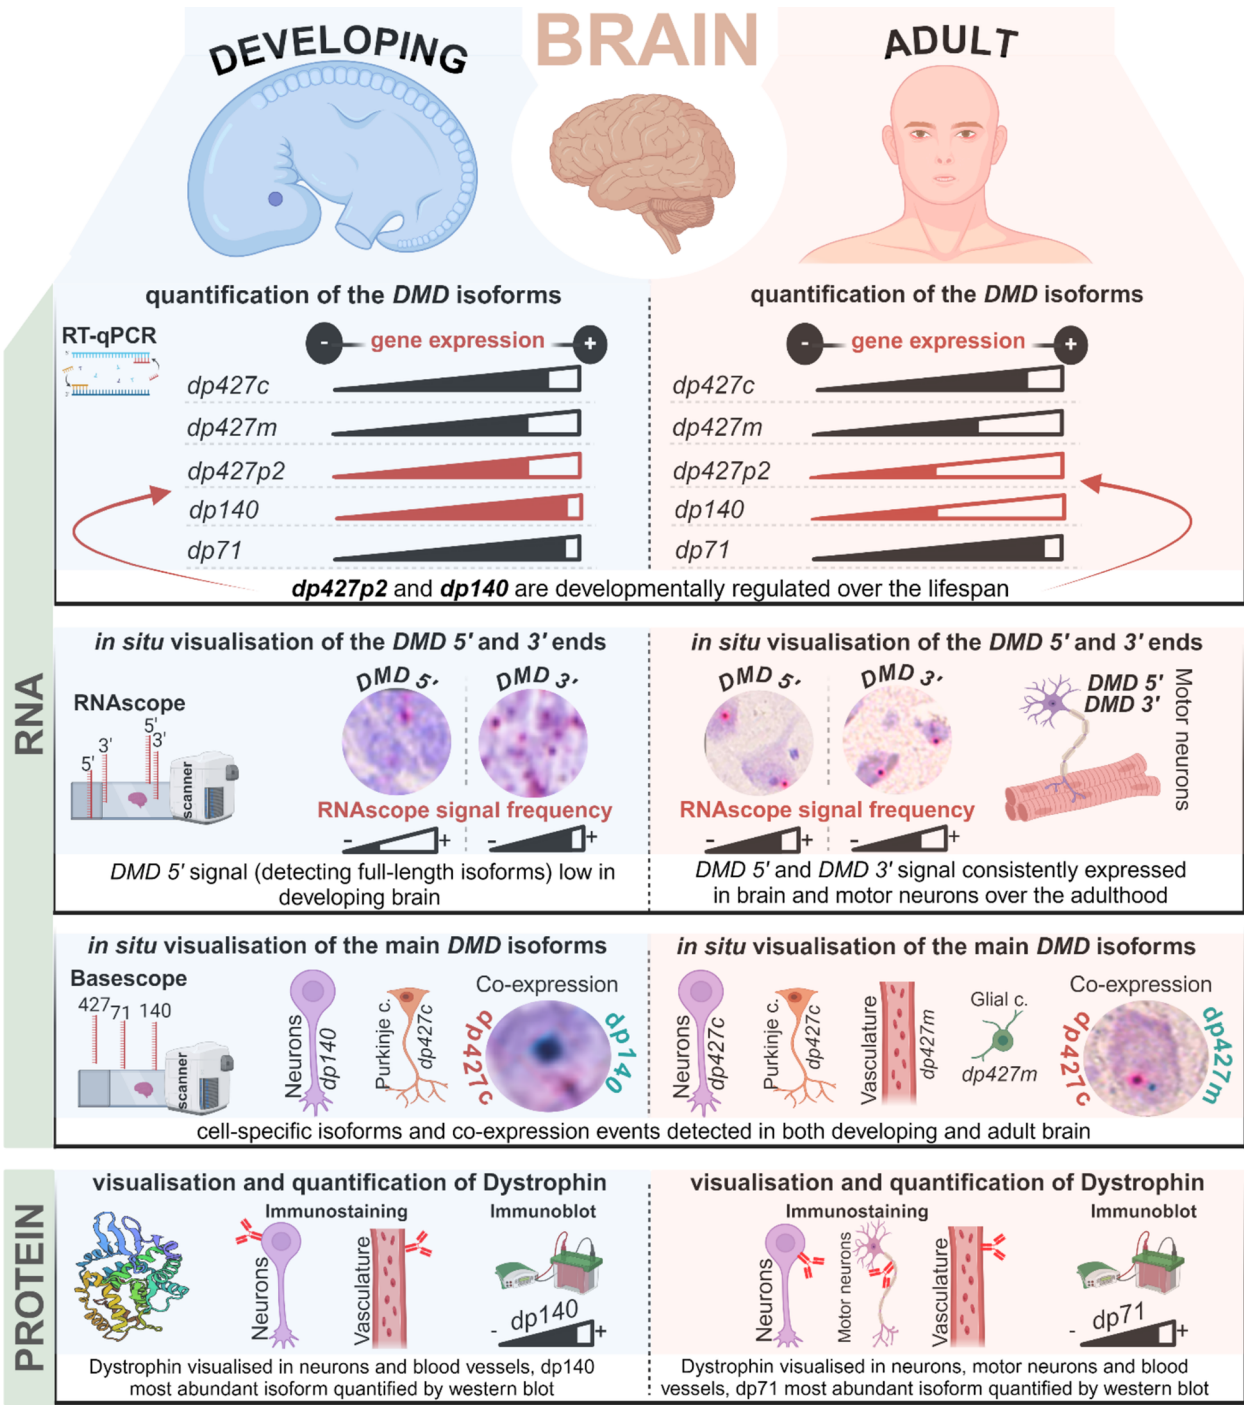 DEVELOPING
BRAIN
ADULT
RNA
quantification of the DMD isoforms
RT-qPCR
5'
3'
- gene expression +
dp427c
dp427m
dp427p2
dp140
dp71
quantification of the DMD isoforms
- gene expression +
dp427c
dp427m
dp427p2
dp140
dp71
dp427p2 and dp140 are developmentally regulated over the lifespan
in situ visualisation of the DMD 5' and 3' ends
RNAscope
5'
3'
5'
3'
scanner
DMD 5'
DMD 3'
RNAscope signal frequency
- +
- +
DMD 5' signal (detecting full-length isoforms) low in
developing brain
in situ visualisation of the DMD 5' and 3' ends
DMD 5'
DMD 3'
RNAscope signal frequency
- +
- +
DMD 5'
DMD 3'
Motor neurons
DMD 5' and DMD 3' signal consistently expressed
in brain and motor neurons over the adulthood
in situ visualisation of the main DMD isoforms
Basescope
427 71 140
scanner
Neurons
dp140
Purkinje c.
dp427c
Co-expression
dp427c
dp140
in situ visualisation of the main DMD isoforms
Neurons
dp427c
Purkinje c.
dp427c
Vasculature
dp427m
Glial c.
dp427m
Co-expression
dp427c
dp427m
cell-specific isoforms and co-expression events detected in both developing and adult brain
PROTEIN
visualisation and quantification of Dystrophin
Immunostaining
Neurons
Vasculature
Immunoblot
dp140
- +
Dystrophin visualised in neurons and blood vessels, dp140
most abundant isoform quantified by western blot
visualisation and quantification of Dystrophin
Immunostaining
Neurons
Motor neurons
Vasculature
Immunoblot
dp71
- +
Dystrophin visualised in neurons, motor neurons and blood
vessels, dp71 most abundant isoform quantified by western blot